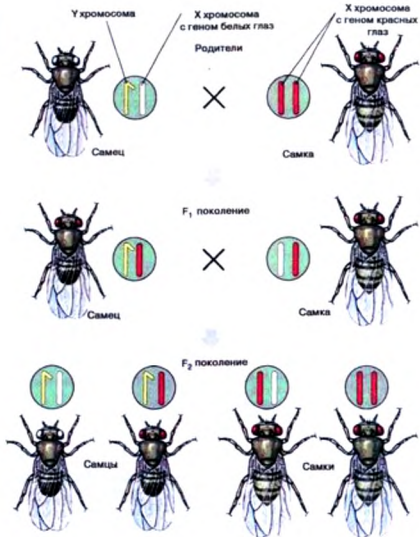 Y хромосома
X хромосома
с геном белых глаз
X хромосома
с геном красных
глаз
Родители
Самец
Самка
F₁ поколение
Самец
Самка
F₂ поколение
Самцы
Самки